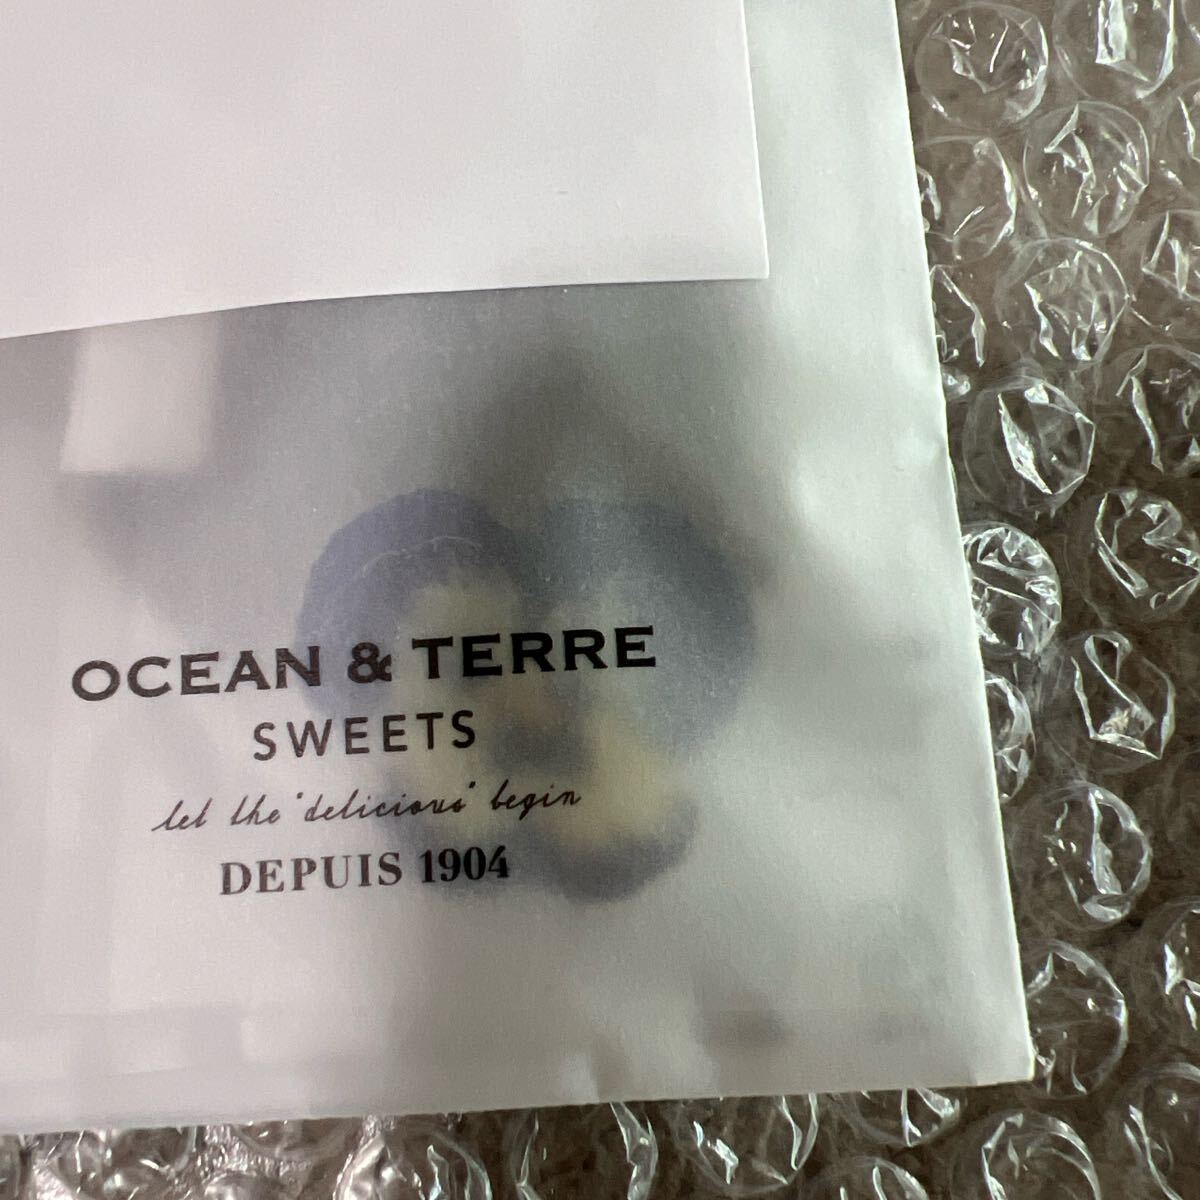 OCEAN & TERRE
SWEETS
let the "delicious" begin
DEPUIS 1904